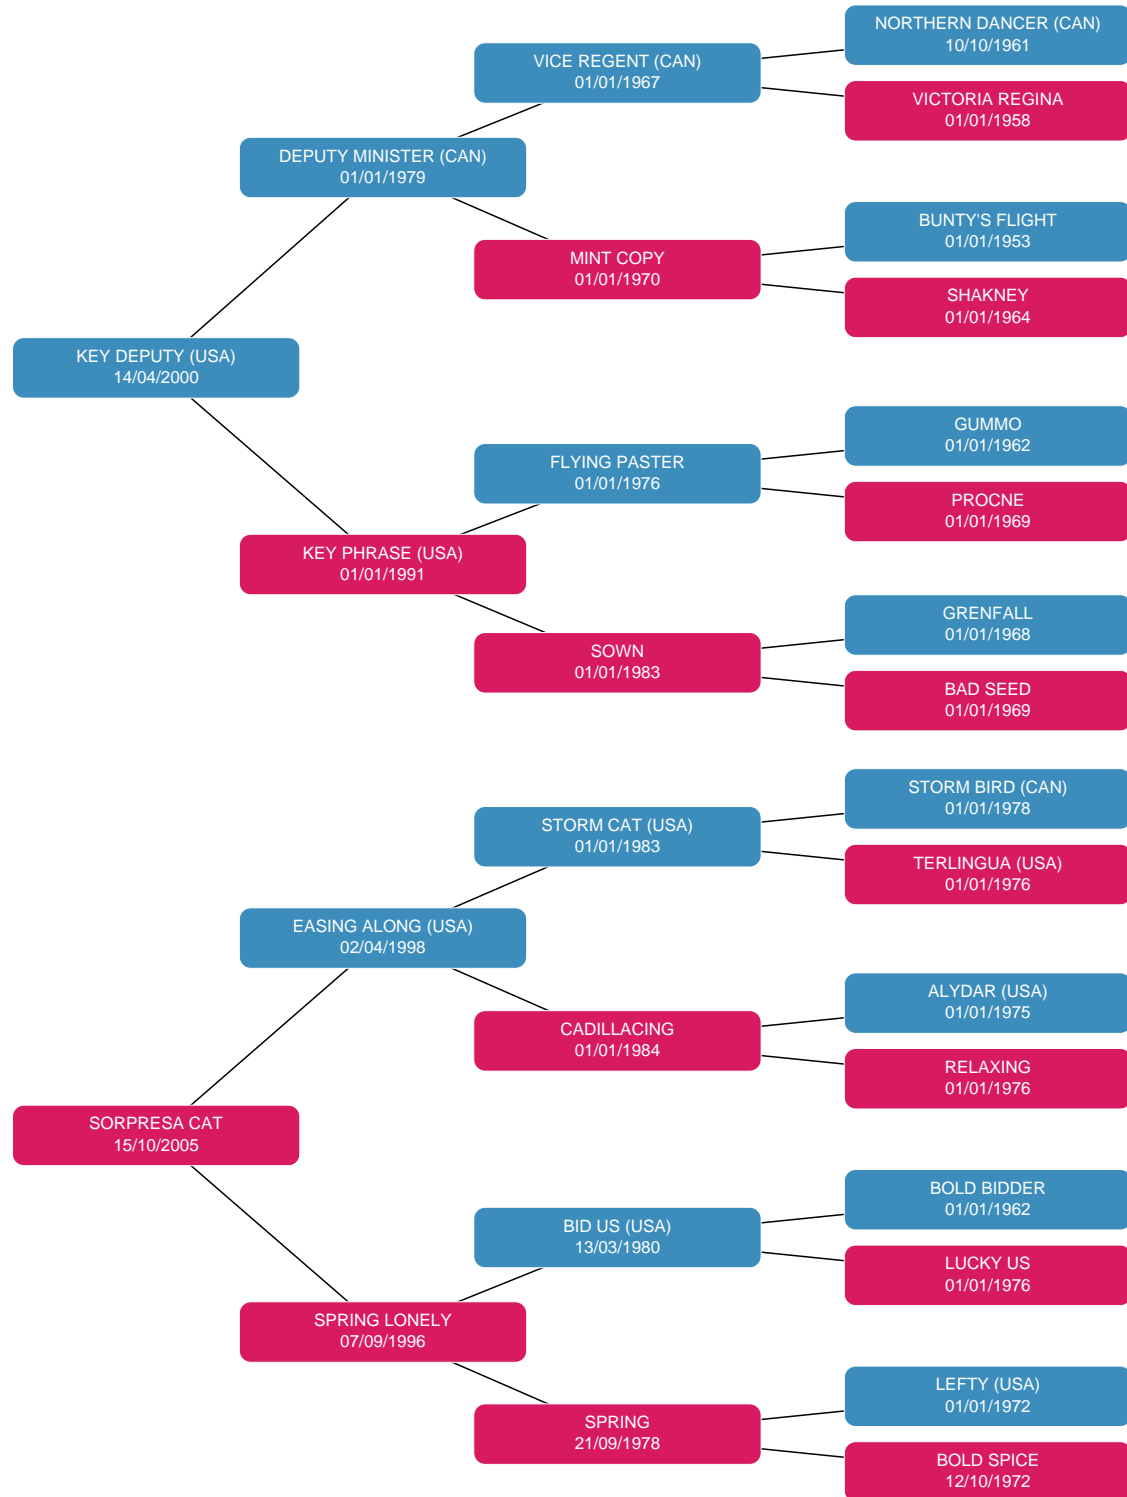 NORTHERN DANCER (CAN)
10/10/1961
VICE REGENT (CAN)
01/01/1967
VICTORIA REGINA
01/01/1958
DEPUTY MINISTER (CAN)
01/01/1979
BUNTY'S FLIGHT
01/01/1953
MINT COPY
01/01/1970
SHAKNEY
01/01/1964
KEY DEPUTY (USA)
14/04/2000
GUMMO
01/01/1962
FLYING PASTER
01/01/1976
PROCNE
01/01/1969
KEY PHRASE (USA)
01/01/1991
GRENFALL
01/01/1968
SOWN
01/01/1983
BAD SEED
01/01/1969
STORM BIRD (CAN)
01/01/1978
STORM CAT (USA)
01/01/1983
TERLINGUA (USA)
01/01/1976
EASING ALONG (USA)
02/04/1998
ALYDAR (USA)
01/01/1975
CADILLACING
01/01/1984
RELAXING
01/01/1976
SORPRESA CAT
15/10/2005
BOLD BIDDER
01/01/1962
BID US (USA)
13/03/1980
LUCKY US
01/01/1976
SPRING LONELY
07/09/1996
LEFTY (USA)
01/01/1972
SPRING
21/09/1978
BOLD SPICE
12/10/1972